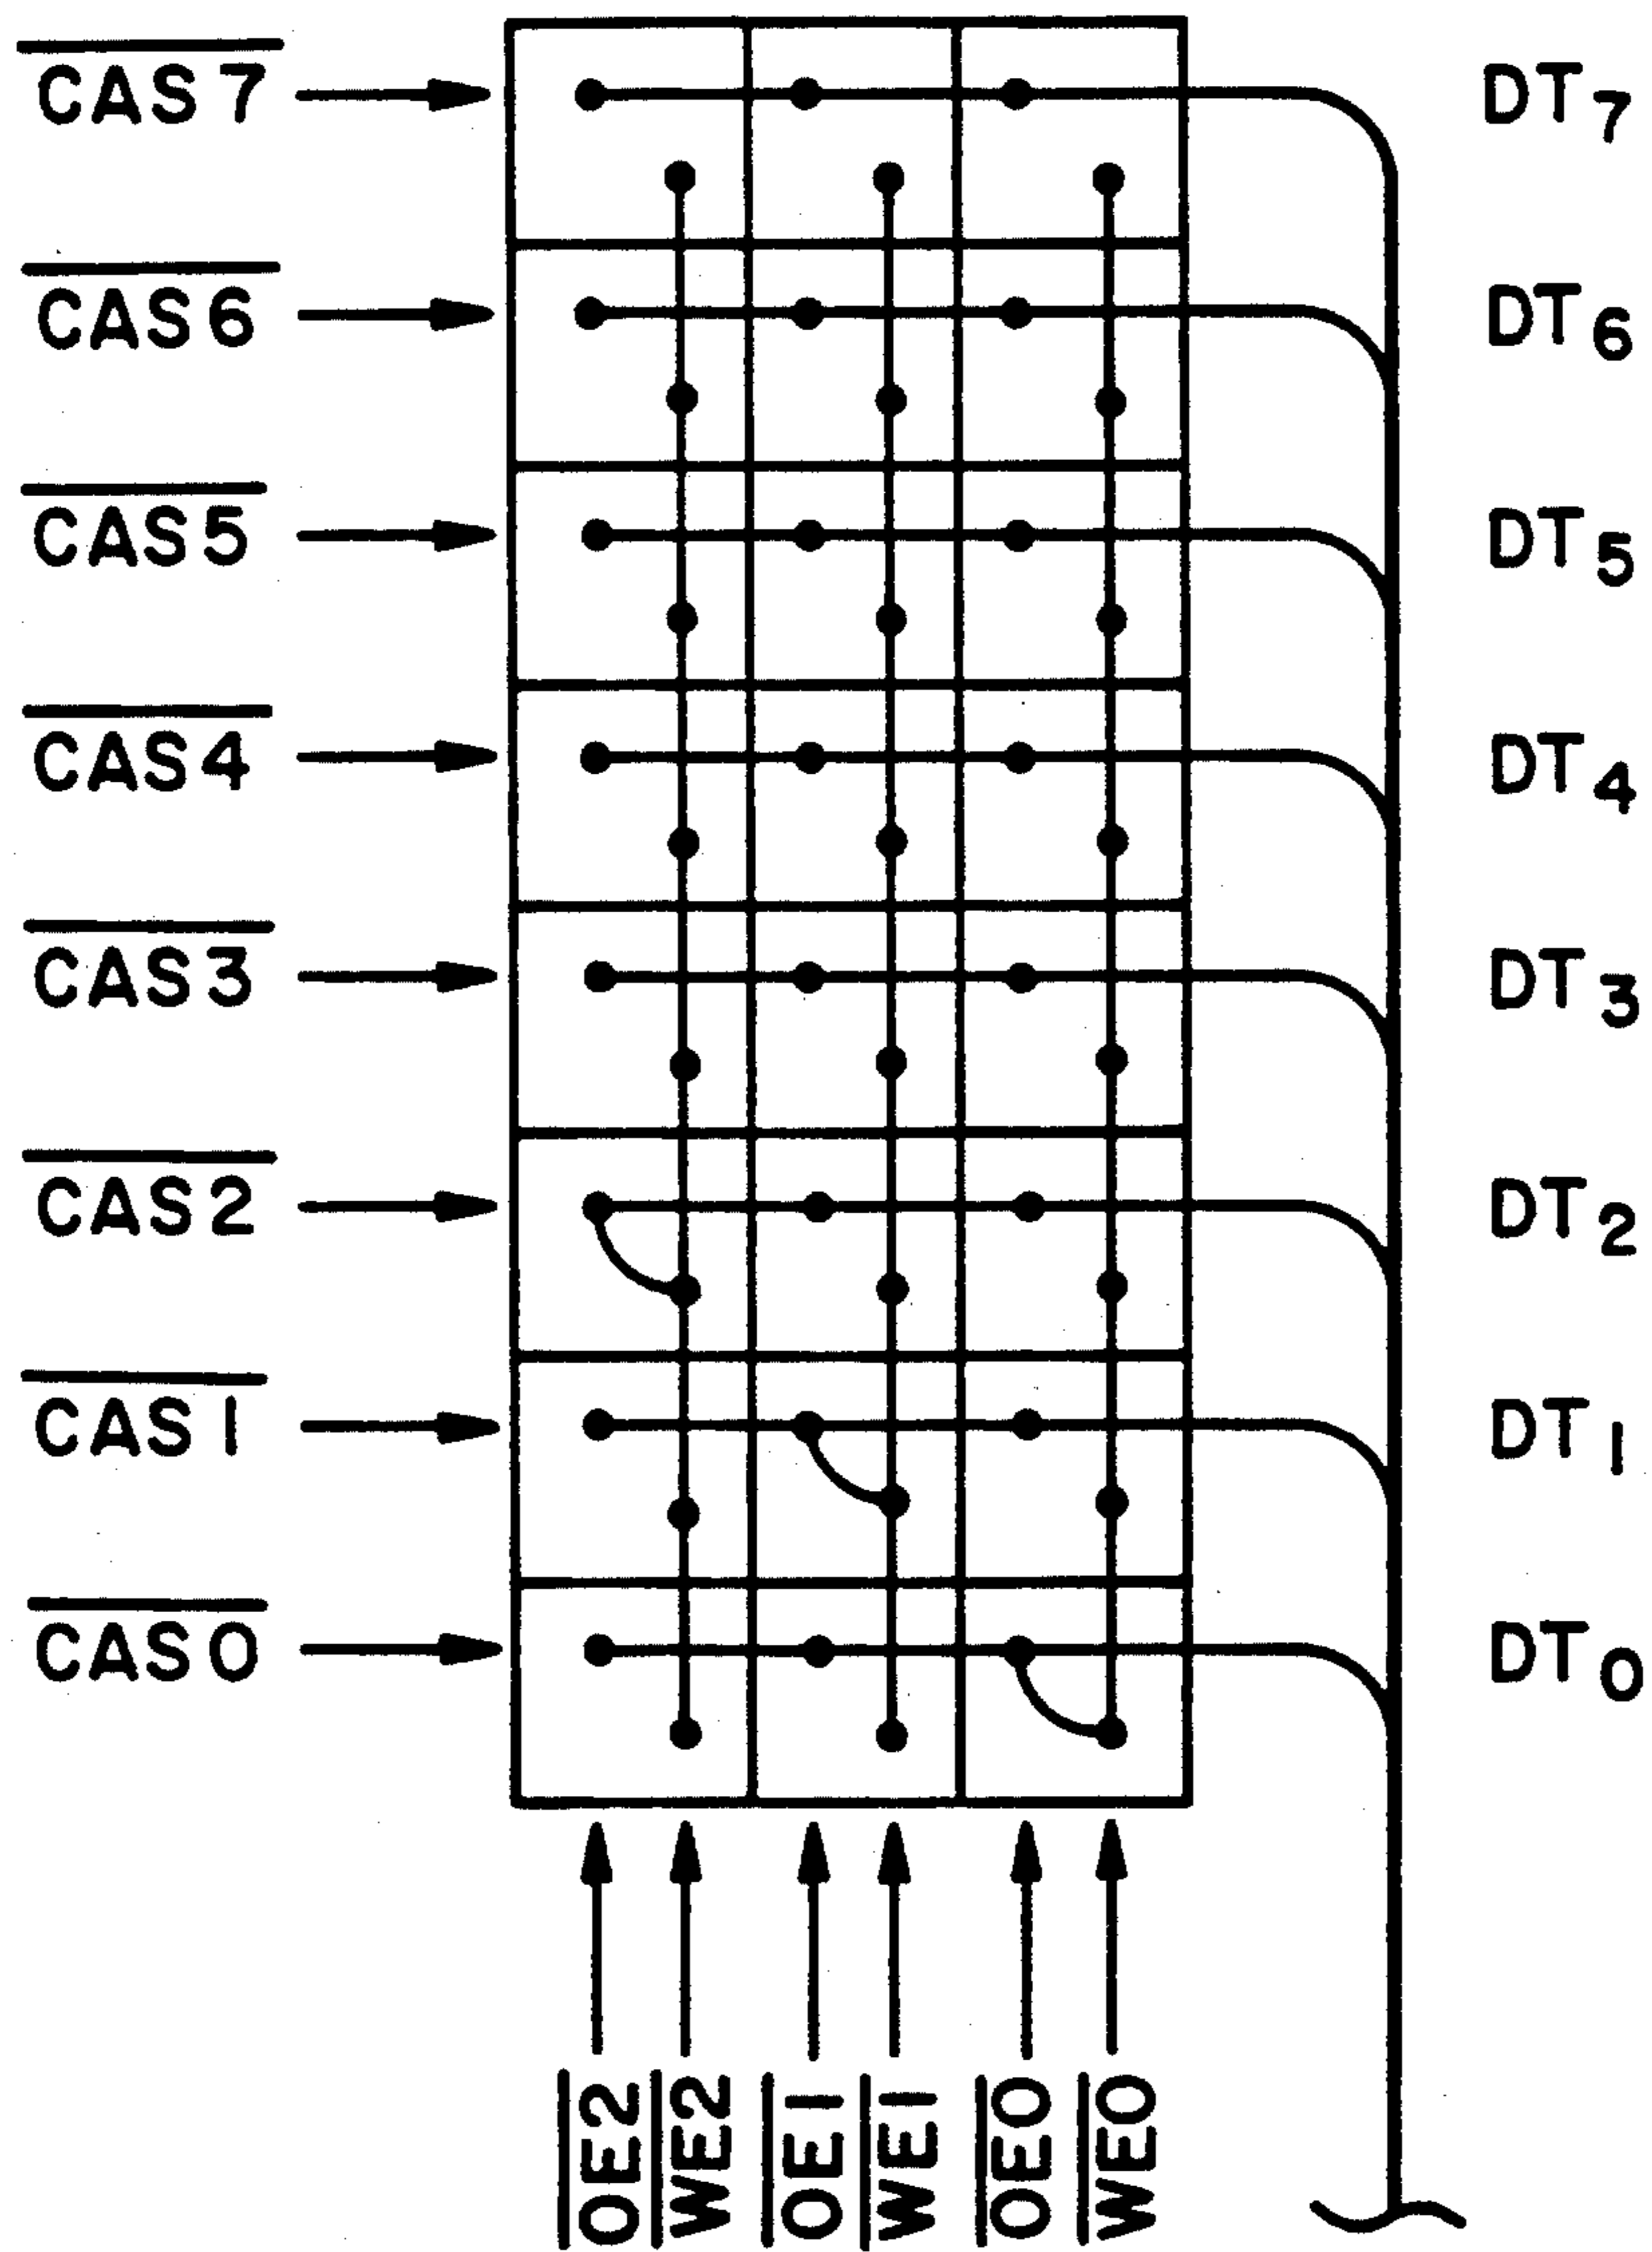 CAS7 DT7
CAS6 DT6
CAS5 DT5
CAS4 DT4
CAS3 DT3
CAS2 DT2
CAS1 DT1
CAS0 DT0
OE2 WE2 OE1 WE1 OE0 WE0